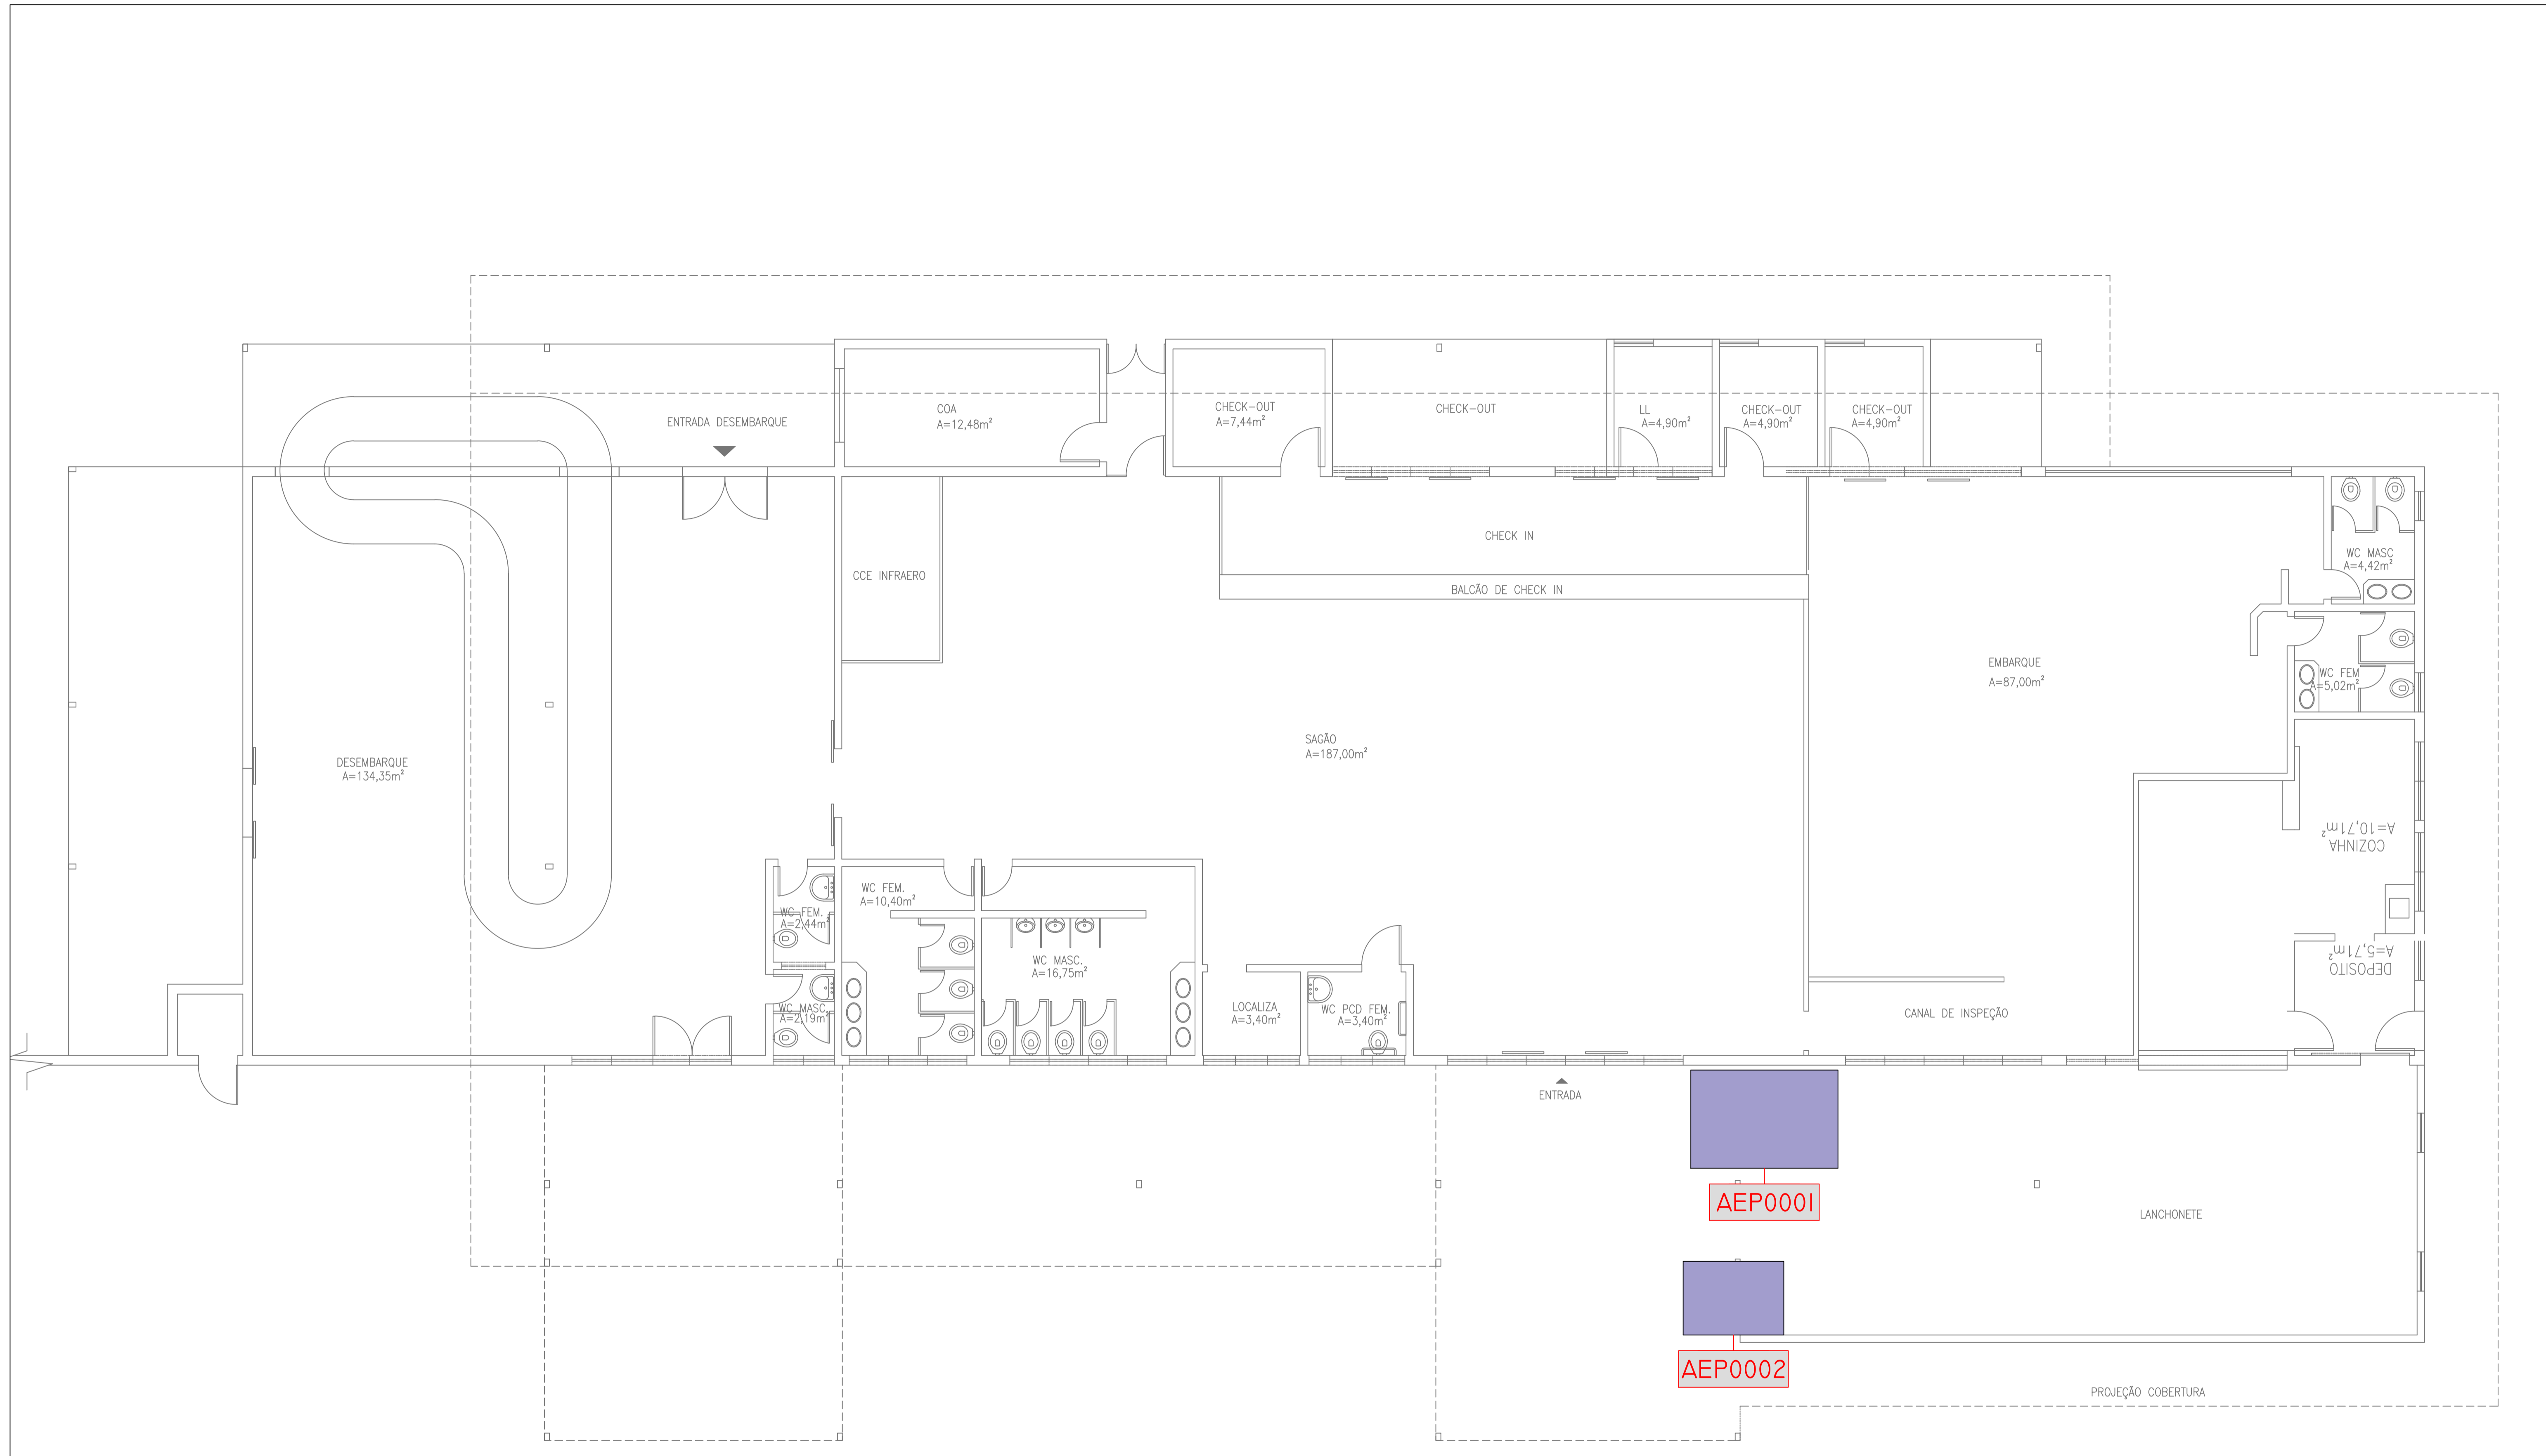 ENTRADA DESEMBARQUE
COA
A=12,48m²
CHECK-OUT
A=7,44m²
CHECK-OUT
LL
A=4,90m²
CHECK-OUT
A=4,90m²
CHECK-OUT
A=4,90m²
CHECK IN
BALCÃO DE CHECK IN
CCE INFRAERO
WC MASC
A=4,42m²
WC FEM
A=5,02m²
EMBARQUE
A=87,00m²
SAGÃO
A=187,00m²
DESEMBARQUE
A=134,35m²
COZINHA
A=10,71m²
DEPOSITO
A=5,71m²
WC FEM.
A=2,44m²
WC FEM.
A=10,40m²
WC MASC.
A=16,75m²
WC MASC.
A=2,19m²
LOCALIZA
A=3,40m²
WC PCD FEM.
A=3,40m²
CANAL DE INSPEÇÃO
ENTRADA
AEP0001
LANCHONETE
AEP0002
PROJEÇÃO COBERTURA